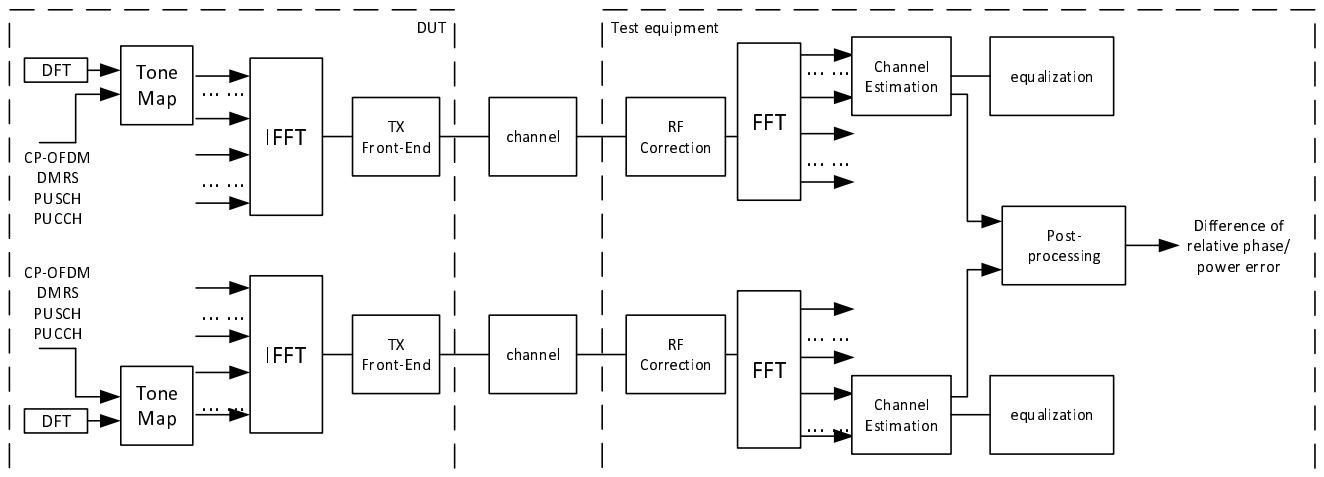 DUT
Test equipment
DFT
Tone
Map
... ...
... ...
CP-OFDM
DMRS
PUSCH
PUCCH
IFFT
TX
Front-End
channel
RF
Correction
FFT
... ...
... ...
Channel
Estimation
equalization
Post-
processing
Difference of
relative phase/
power error
CP-OFDM
DMRS
PUSCH
PUCCH
DFT
Tone
Map
... ...
... ...
IFFT
TX
Front-End
channel
RF
Correction
FFT
... ...
... ...
Channel
Estimation
equalization